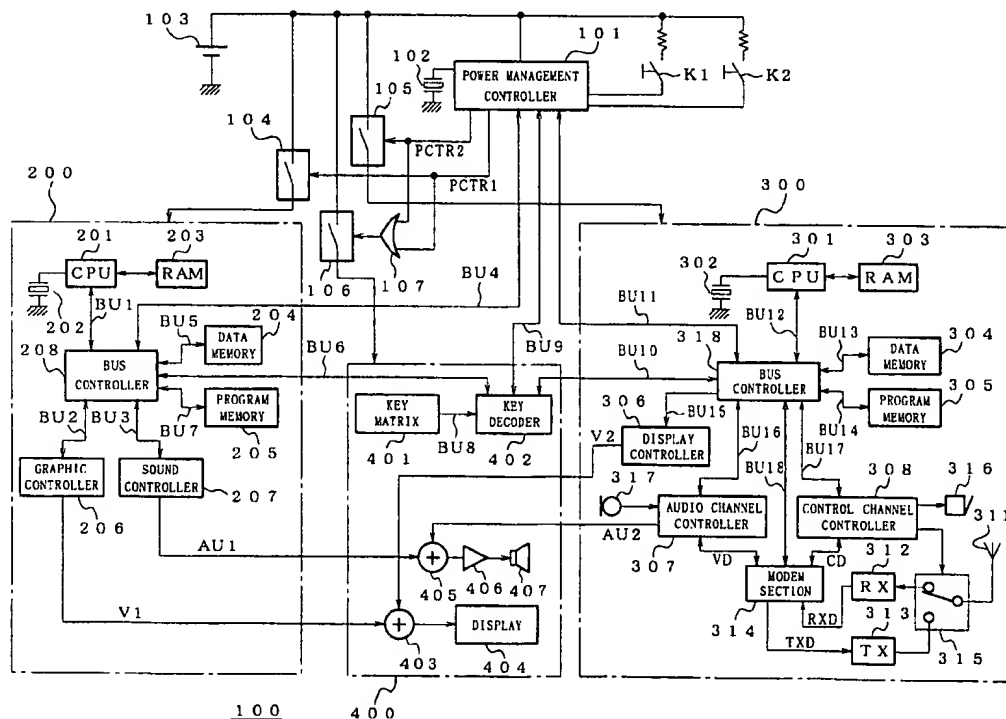 103
102
101
POWER MANAGEMENT
CONTROLLER
K1
K2
105
104
PCTR2
PCTR1
200
300
106
107
201
CPU
203
RAM
202
BU1
BU4
BU5
204
DATA
MEMORY
208
BUS
CONTROLLER
BU6
BU9
BU2
BU3
BU7
PROGRAM
MEMORY
205
GRAPHIC
CONTROLLER
206
SOUND
CONTROLLER
207
KEY
MATRIX
401
BU8
KEY
DECODER
402
301
CPU
303
RAM
302
BU11
BU12
318
BUS
CONTROLLER
BU13
304
DATA
MEMORY
BU10
BU14
PROGRAM
MEMORY
305
306
BU15
DISPLAY
CONTROLLER
V2
BU16
BU17
BU18
317
308
316
AUDIO CHANNEL
CONTROLLER
307
CONTROL CHANNEL
CONTROLLER
311
AU1
AU2
405
406
407
VD
CD
MODEM
SECTION
314
312
RX
RXD
313
TXD
TX
315
V1
403
DISPLAY
404
100
400